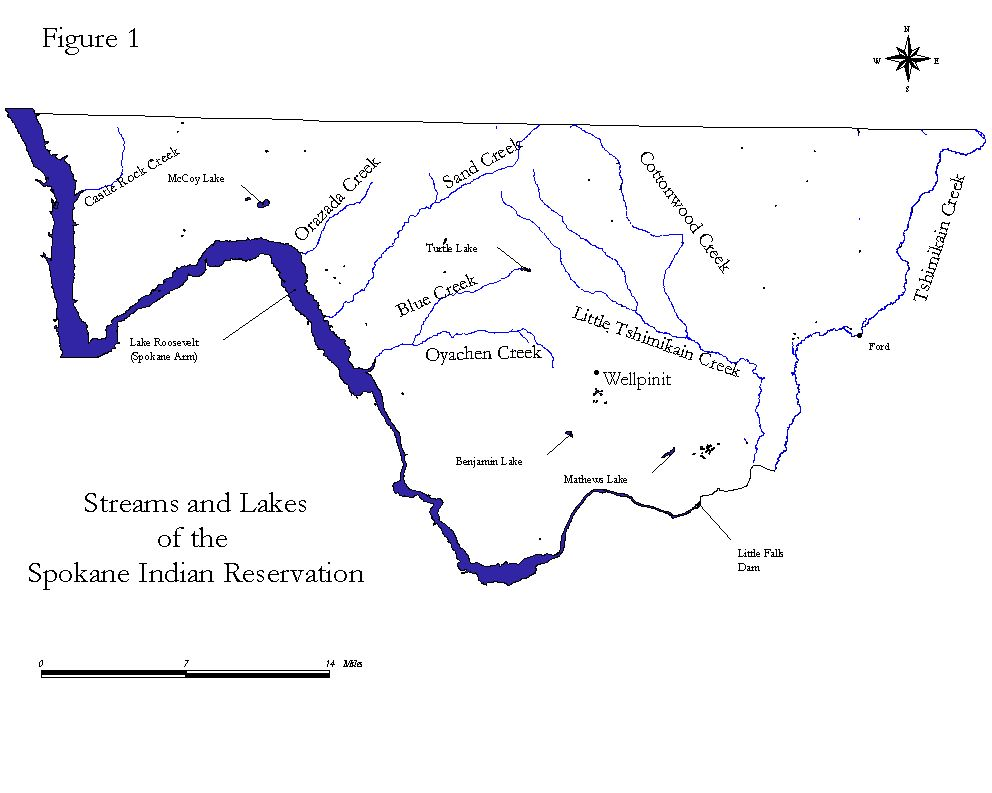 Figure 1
N
W
E
S
Castle Rock Creek
McCoy Lake
Orazada Creek
Sand Creek
Cottonwood Creek
Tshimikain Creek
Turtle Lake
Blue Creek
Little Tshimikain Creek
Lake Roosevelt
(Spokane Arm)
Oyachen Creek
Ford
Wellpinit
Benjamin Lake
Mathews Lake
Streams and Lakes
of the
Spokane Indian Reservation
Little Falls
Dam
0 7 14 Miles